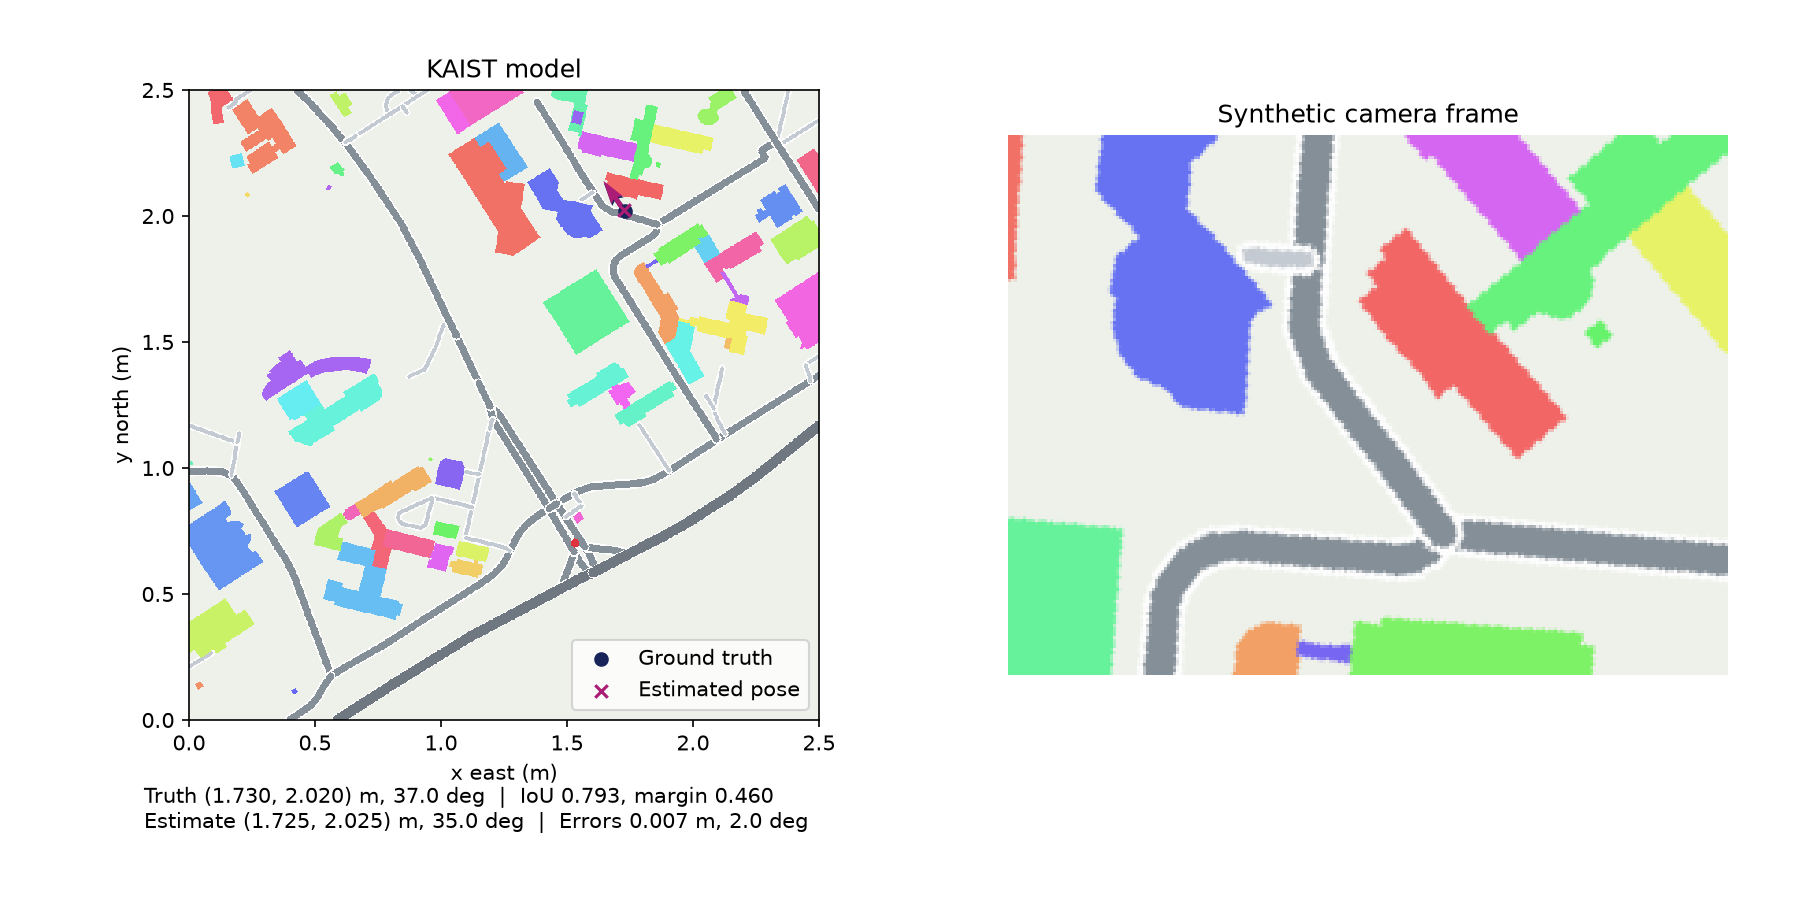 KAIST model
Synthetic camera frame
y north (m)
2.5
2.0
1.5
1.0
0.5
0.0
0.0 0.5 1.0 1.5 2.0 2.5
x east (m)
Ground truth
Estimated pose
Truth (1.730, 2.020) m, 37.0 deg | IoU 0.793, margin 0.460
Estimate (1.725, 2.025) m, 35.0 deg | Errors 0.007 m, 2.0 deg